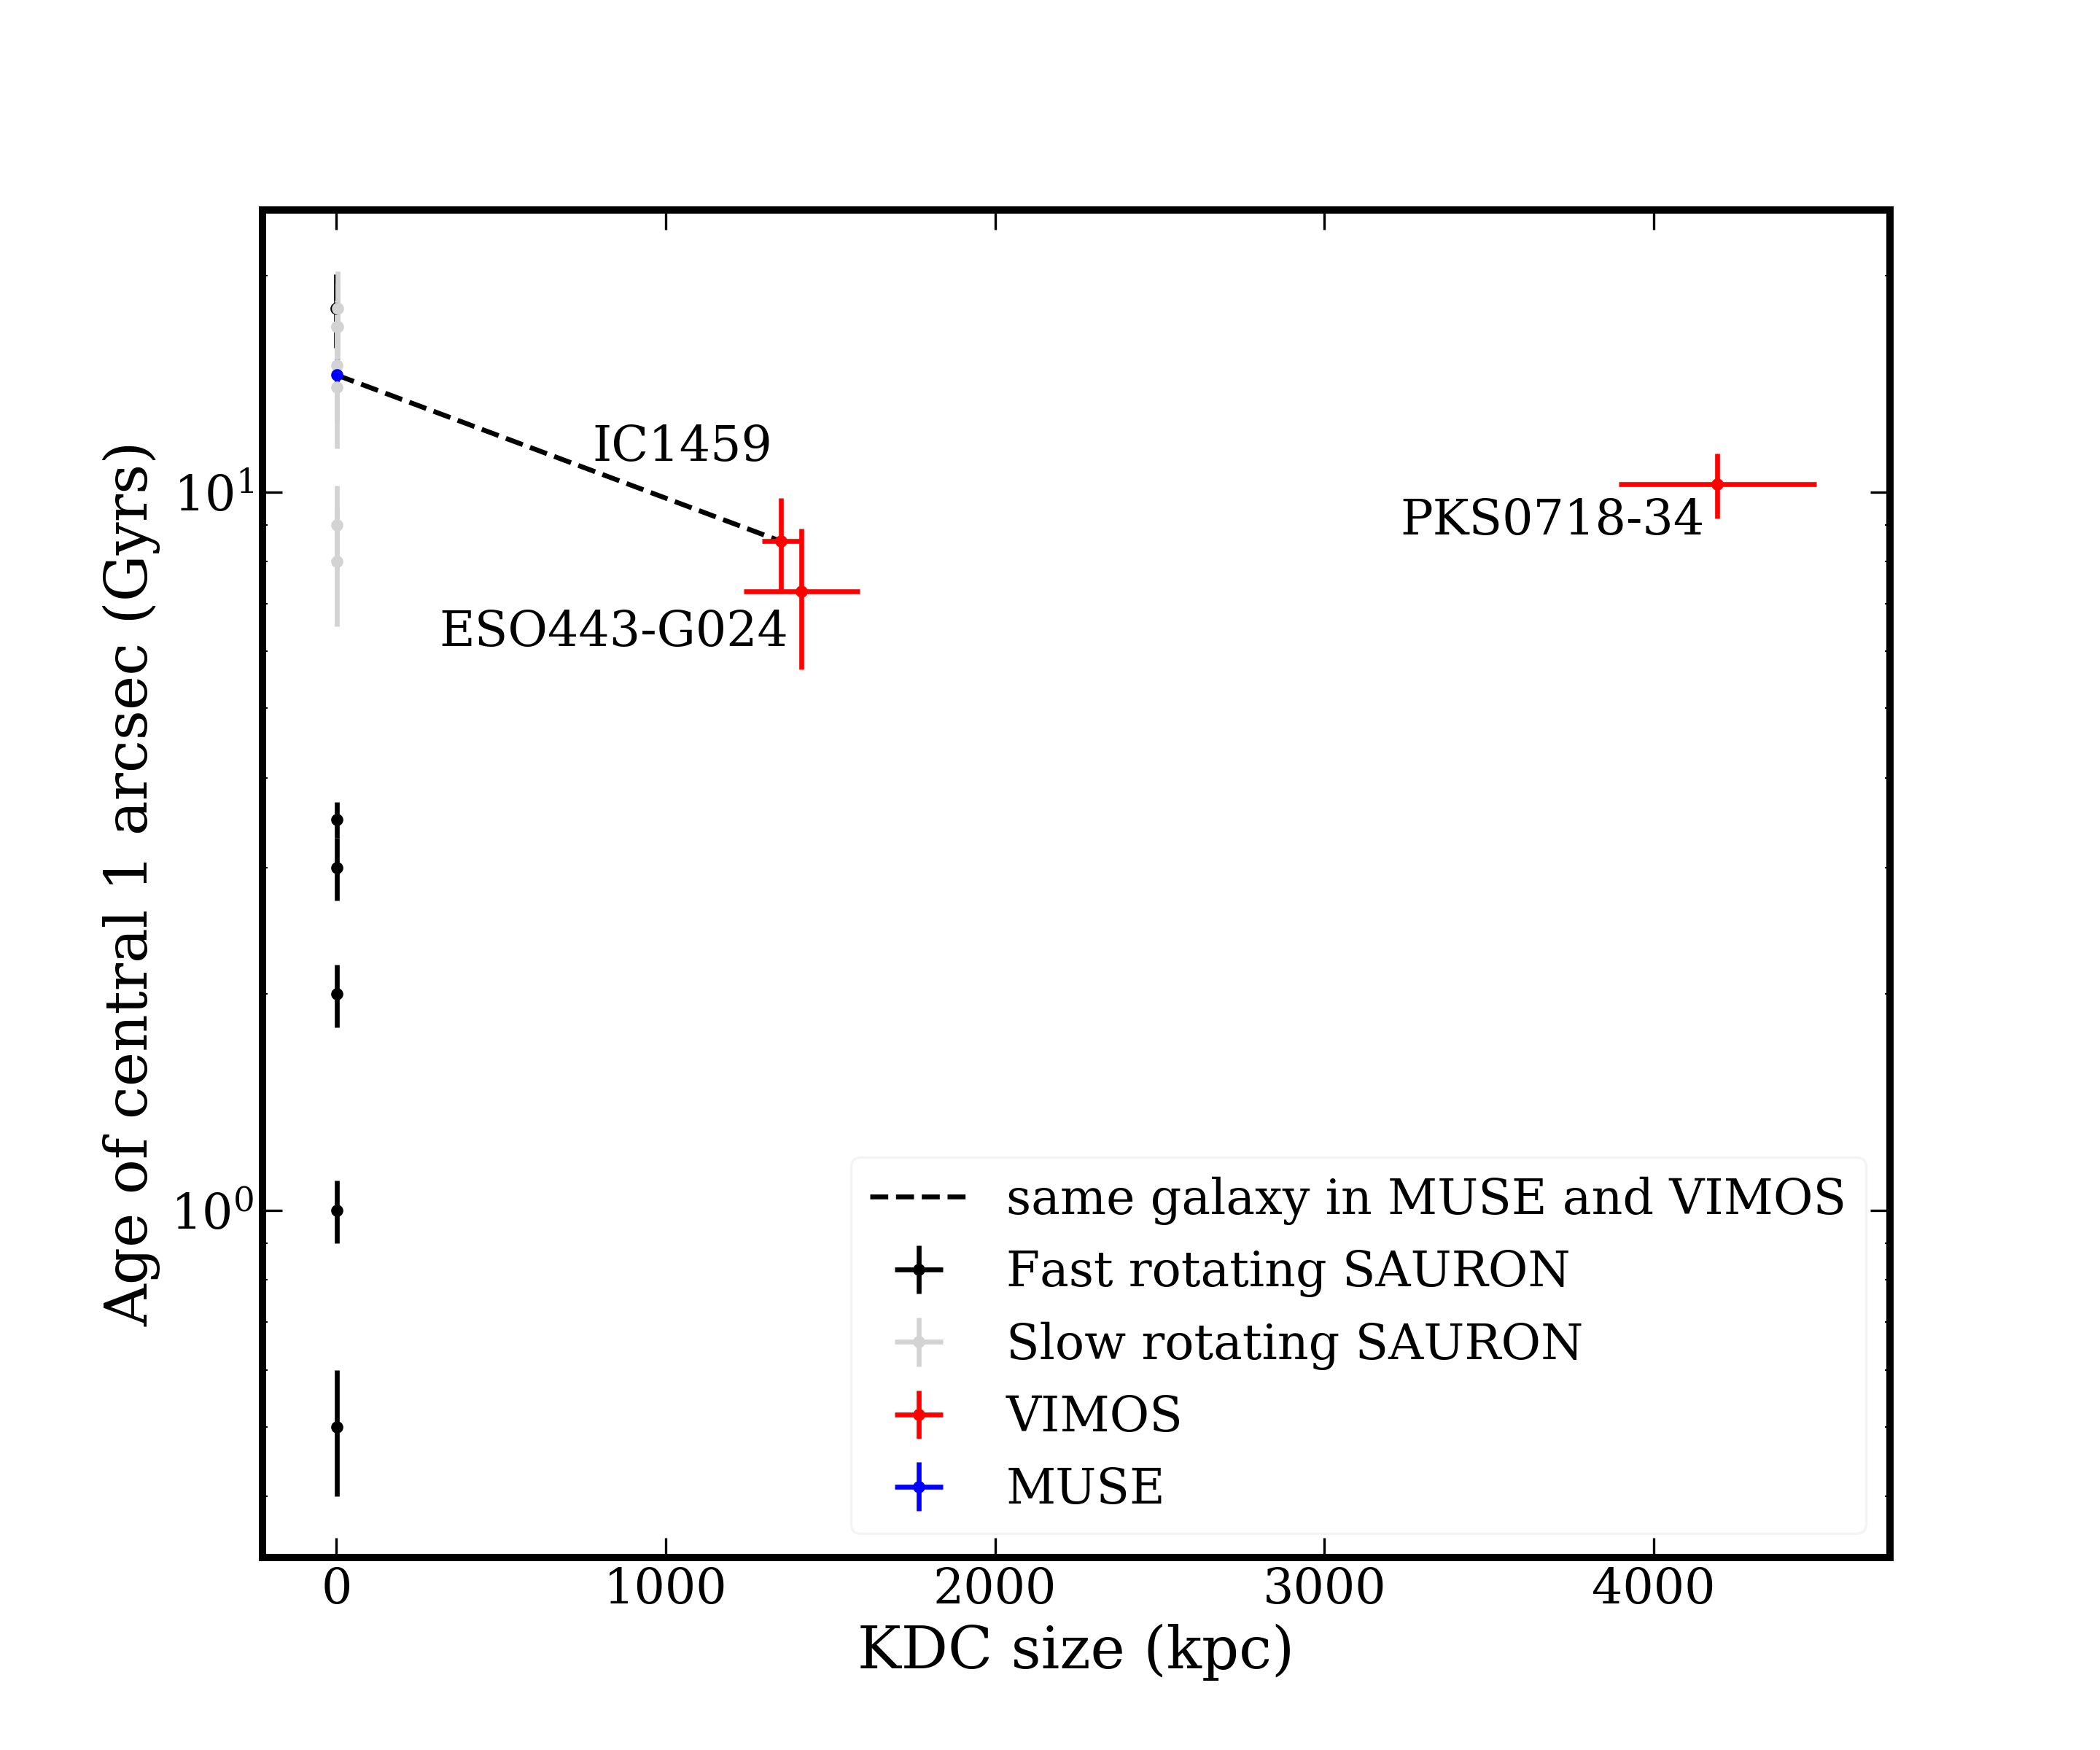 IC1459
10¹
PKS0718-34
ESO443-G024
Age of central 1 arcsec (Gyrs)
10⁰
same galaxy in MUSE and VIMOS
Fast rotating SAURON
Slow rotating SAURON
VIMOS
MUSE
0 1000 2000 3000 4000
KDC size (kpc)